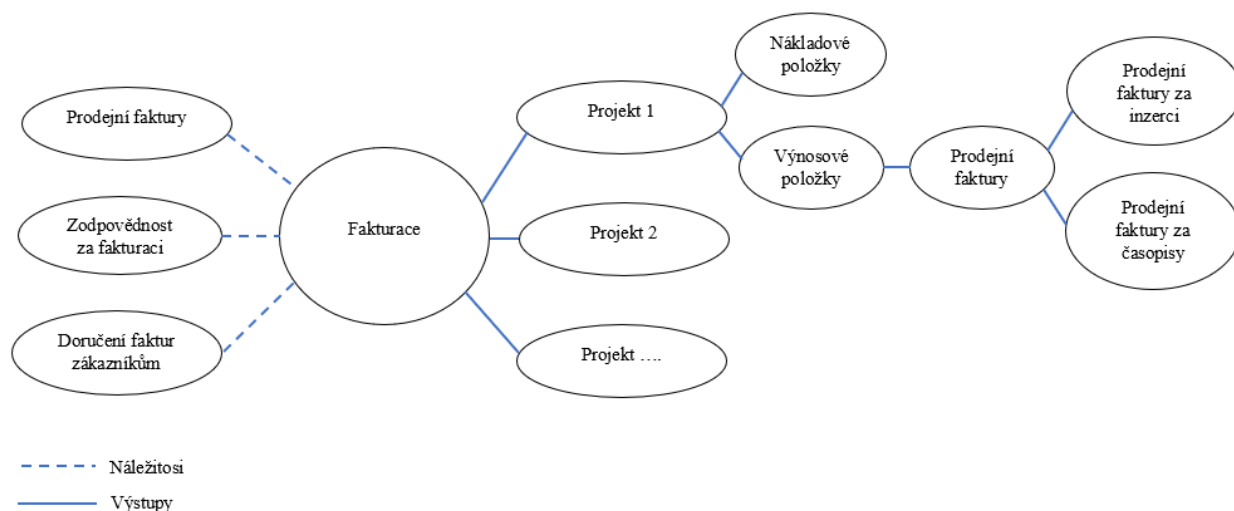 Prodejní faktury
Zodpovědnost
za fakturaci
Doručení faktur
zákazníkům
Fakturace
Projekt 1
Projekt 2
Projekt ….
Nákladové
položky
Výnosové
položky
Prodejní
faktury
Prodejní
faktury za
inzerci
Prodejní
faktury za
časopisy
Náležitosi
Výstupy